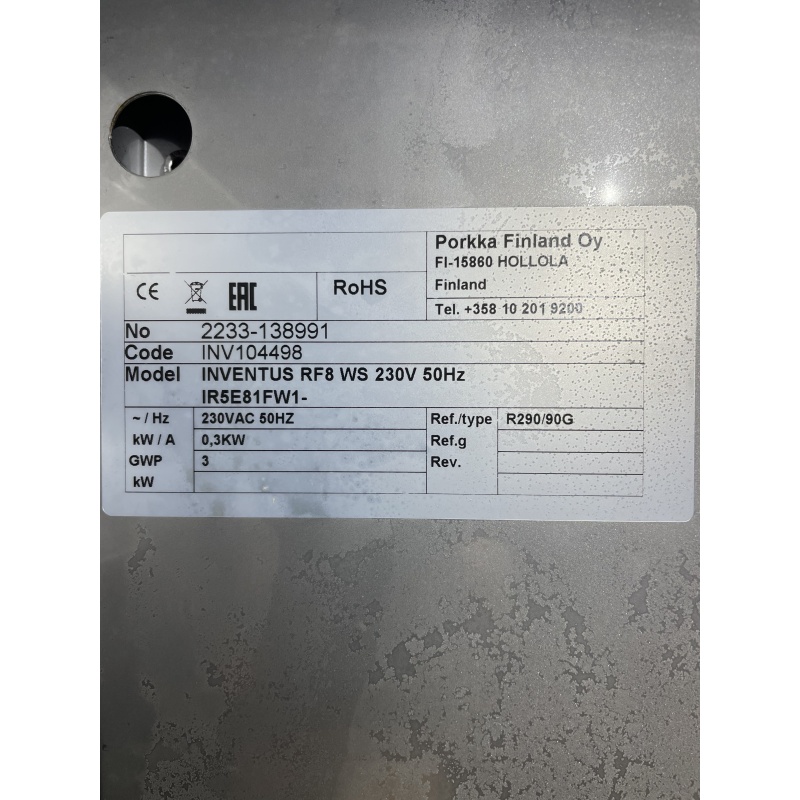 Porkka Finland Oy
FI-15860 HOLLOLA
Finland
Tel. +358 10 201 9200
CE EAC RoHS
No 2233-138991
Code INV104498
Model INVENTUS RF8 WS 230V 50Hz
IR5E81FW1-
~ / Hz 230VAC 50HZ Ref./type R290/90G
kW / A 0,3KW Ref.g
GWP 3 Rev.
kW